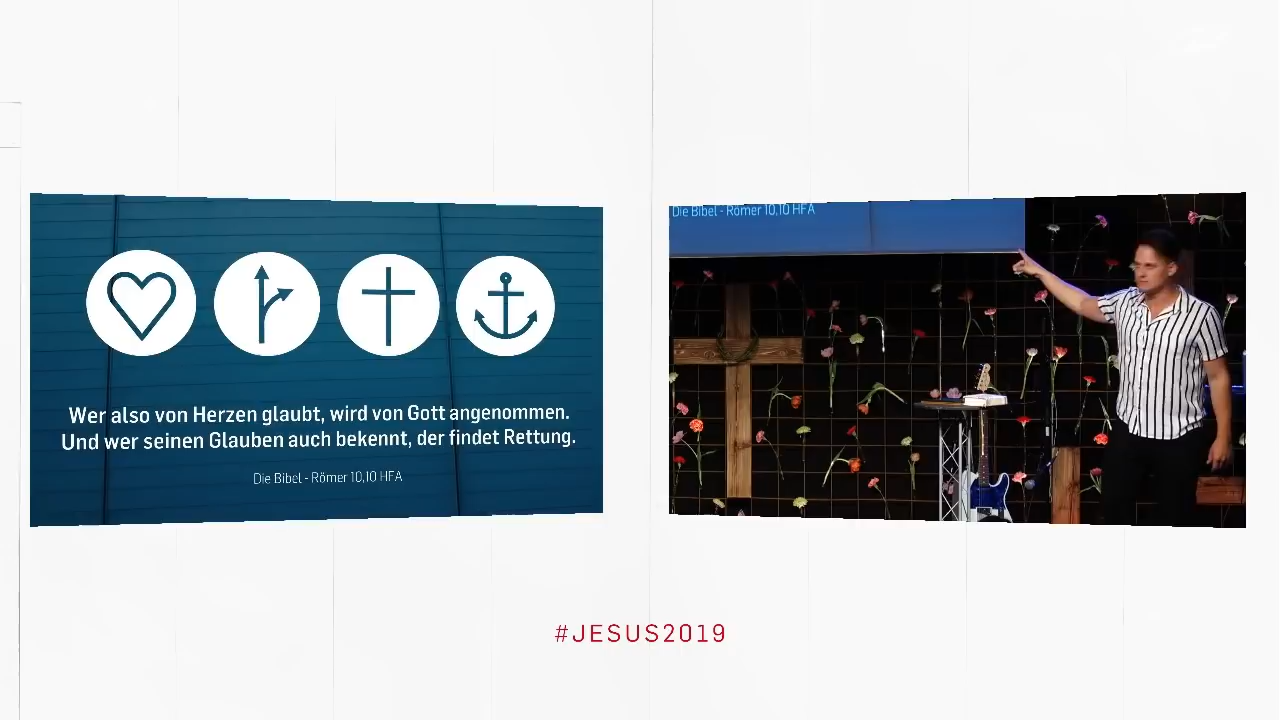 Wer also von Herzen glaubt, wird von Gott angenommen.
Und wer seinen Glauben auch bekennt, der findet Rettung.
Die Bibel - Römer 10,10 HFA
Die Bibel - Römer 10,10 HFA
#JESUS2019